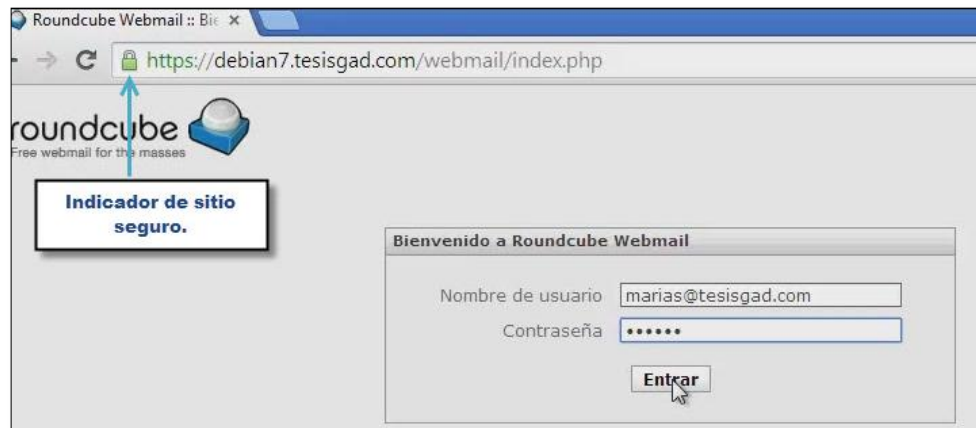 Roundcube Webmail :: Bie
https://debian7.tesisgad.com/webmail/index.php
roundcube
Free webmail for the masses
Indicador de sitio
seguro.
Bienvenido a Roundcube Webmail
Nombre de usuario marias@tesisgad.com
Contraseña ••••••
Entrar